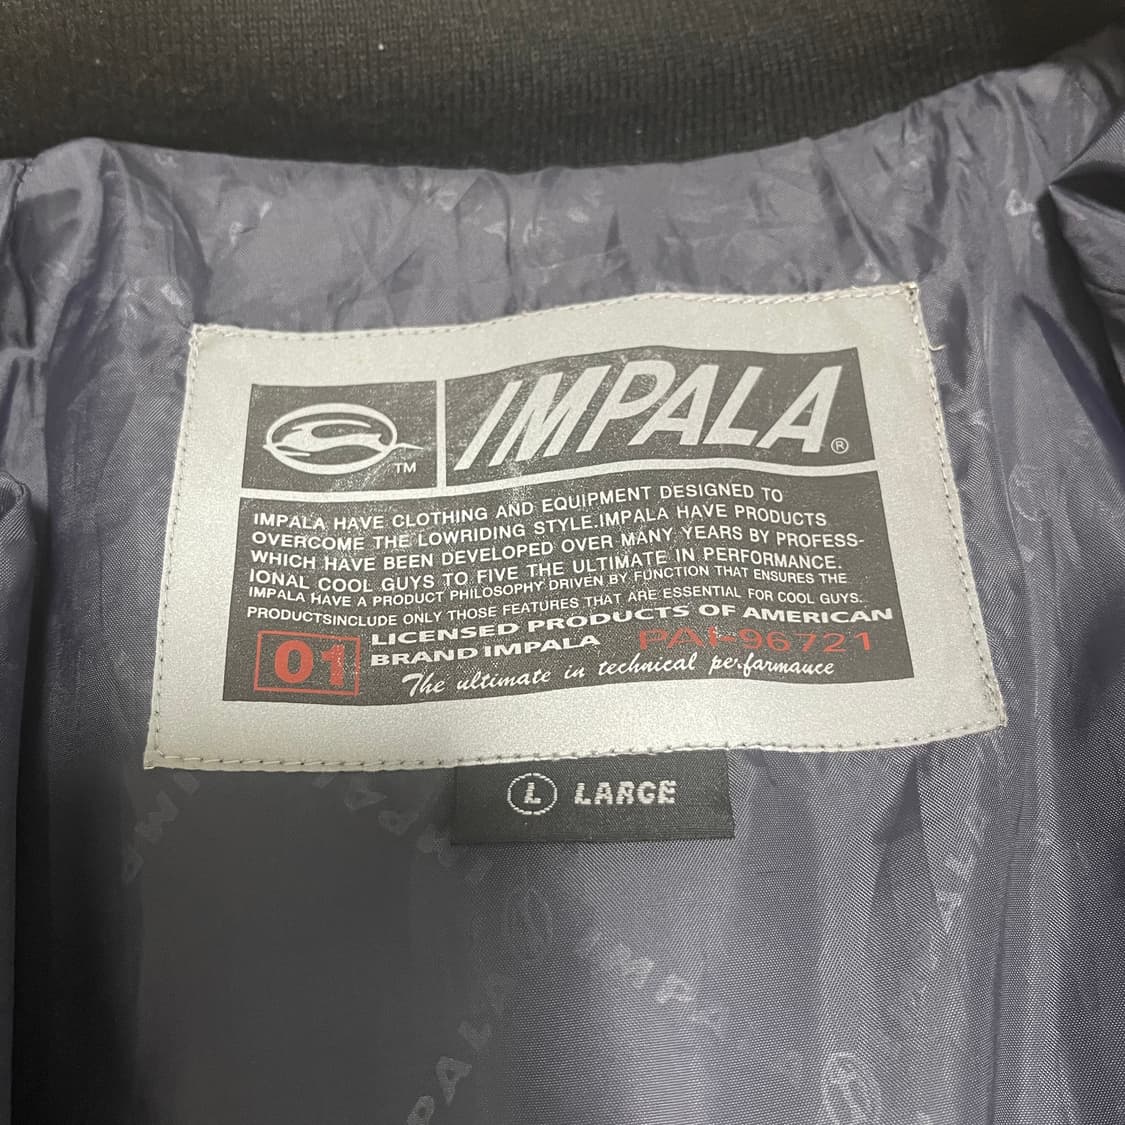 IMPALA®
TM
IMPALA HAVE CLOTHING AND EQUIPMENT DESIGNED TO
OVERCOME THE LOWRIDING STYLE.IMPALA HAVE PRODUCTS
WHICH HAVE BEEN DEVELOPED OVER MANY YEARS BY PROFESS-
IONAL COOL GUYS TO FIVE THE ULTIMATE IN PERFORMANCE.
IMPALA HAVE A PRODUCT PHILOSOPHY DRIVEN BY FUNCTION THAT ENSURES THE
PRODUCTSINCLUDE ONLY THOSE FEATURES THAT ARE ESSENTIAL FOR COOL GUYS.
01
LICENSED PRODUCTS OF AMERICAN
BRAND IMPALA PAI-96721
The ultimate in technical pe.farmauce
L LARGE
IMPALA